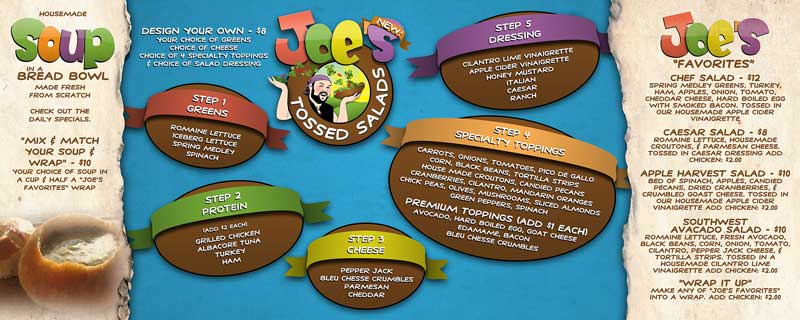 HOUSEMADE
SOUP
IN A
BREAD BOWL
MADE FRESH
FROM SCRATCH
CHECK OUT THE
DAILY SPECIALS.
"MIX & MATCH
YOUR SOUP &
WRAP" - $10
YOUR CHOICE OF SOUP IN
A CUP & HALF A "JOE'S
FAVORITES" WRAP
DESIGN YOUR OWN - $8
YOUR CHOICE OF GREENS
CHOICE OF CHEESE
CHOICE OF 4 SPECIALTY TOPPINGS
& CHOICE OF SALAD DRESSING
JOE'S
NEW!
TOSSED SALADS
STEP 1
GREENS
ROMAINE LETTUCE
ICEBERG LETTUCE
SPRING MEDLEY
SPINACH
STEP 2
PROTEIN
(ADD $2 EACH)
GRILLED CHICKEN
ALBACORE TUNA
TURKEY
HAM
STEP 3
CHEESE
PEPPER JACK
BLEU CHEESE CRUMBLES
PARMESAN
CHEDDAR
STEP 4
SPECIALTY TOPPINGS
CARROTS, ONIONS, TOMATOES, PICO DE GALLO
CORN, BLACK BEANS, TORTILLA STRIPS
HOUSE MADE CROUTONS, CANDIED PECANS
CRANBERRIES, CILANTRO, MANDARIN ORANGES
CHICK PEAS, OLIVES, MUSHROOMS, SLICED ALMONDS
GREEN PEPPERS, SPINACH
PREMIUM TOPPINGS (ADD $1 EACH)
AVOCADO, HARD BOILED EGG, GOAT CHEESE
EDAMAME, BACON
BLEU CHESSE CRUMBLES
STEP 5
DRESSING
CILANTRO LIME VINAIGRETTE
APPLE CIDER VINAIGRETTE
HONEY MUSTARD
ITALIAN
CAESAR
RANCH
JOE'S
"FAVORITES"
CHEF SALAD - $12
SPRING MEDLEY GREENS, TURKEY,
HAM, APPLES, ONION, TOMATO,
CHEDDAR CHEESE, HARD BOILED EGG
WITH SMOKED BACON. TOSSED IN
OUR HOUSEMADE APPLE CIDER
VINAIGRETTE
CAESAR SALAD - $8
ROMAINE LETTUCE, HOUSEMADE
CROUTONS, & PARMESAN CHEESE.
TOSSED IN CAESAR DRESSING ADD
CHICKEN: $2.00
APPLE HARVEST SALAD - $10
BED OF SPINACH, APPLES, CANDIED
PECANS, DRIED CRANBERRIES, &
CRUMBLED GOAST CHEESE, TOSSED IN
OUR HOUSEMADE APPLE CIDER
VINAIGRETTE ADD CHICKEN: $2.00
SOUTHWEST
AVACADO SALAD - $10
ROMAINE LETTUCE, FRESH AVOCADO,
BLACK BEANS, CORN, ONION, TOMATO,
CILANTRO, PEPPER JACK CHEESE, &
TORTILLA STRIPS. TOSSED IN A
HOUSEMADE CILANTRO LIME
VINAIGRETTE ADD CHICKEN: $2.00
"WRAP IT UP"
MAKE ANY OF "JOE'S FAVORITES"
INTO A WRAP. ADD CHICKEN: $2.00